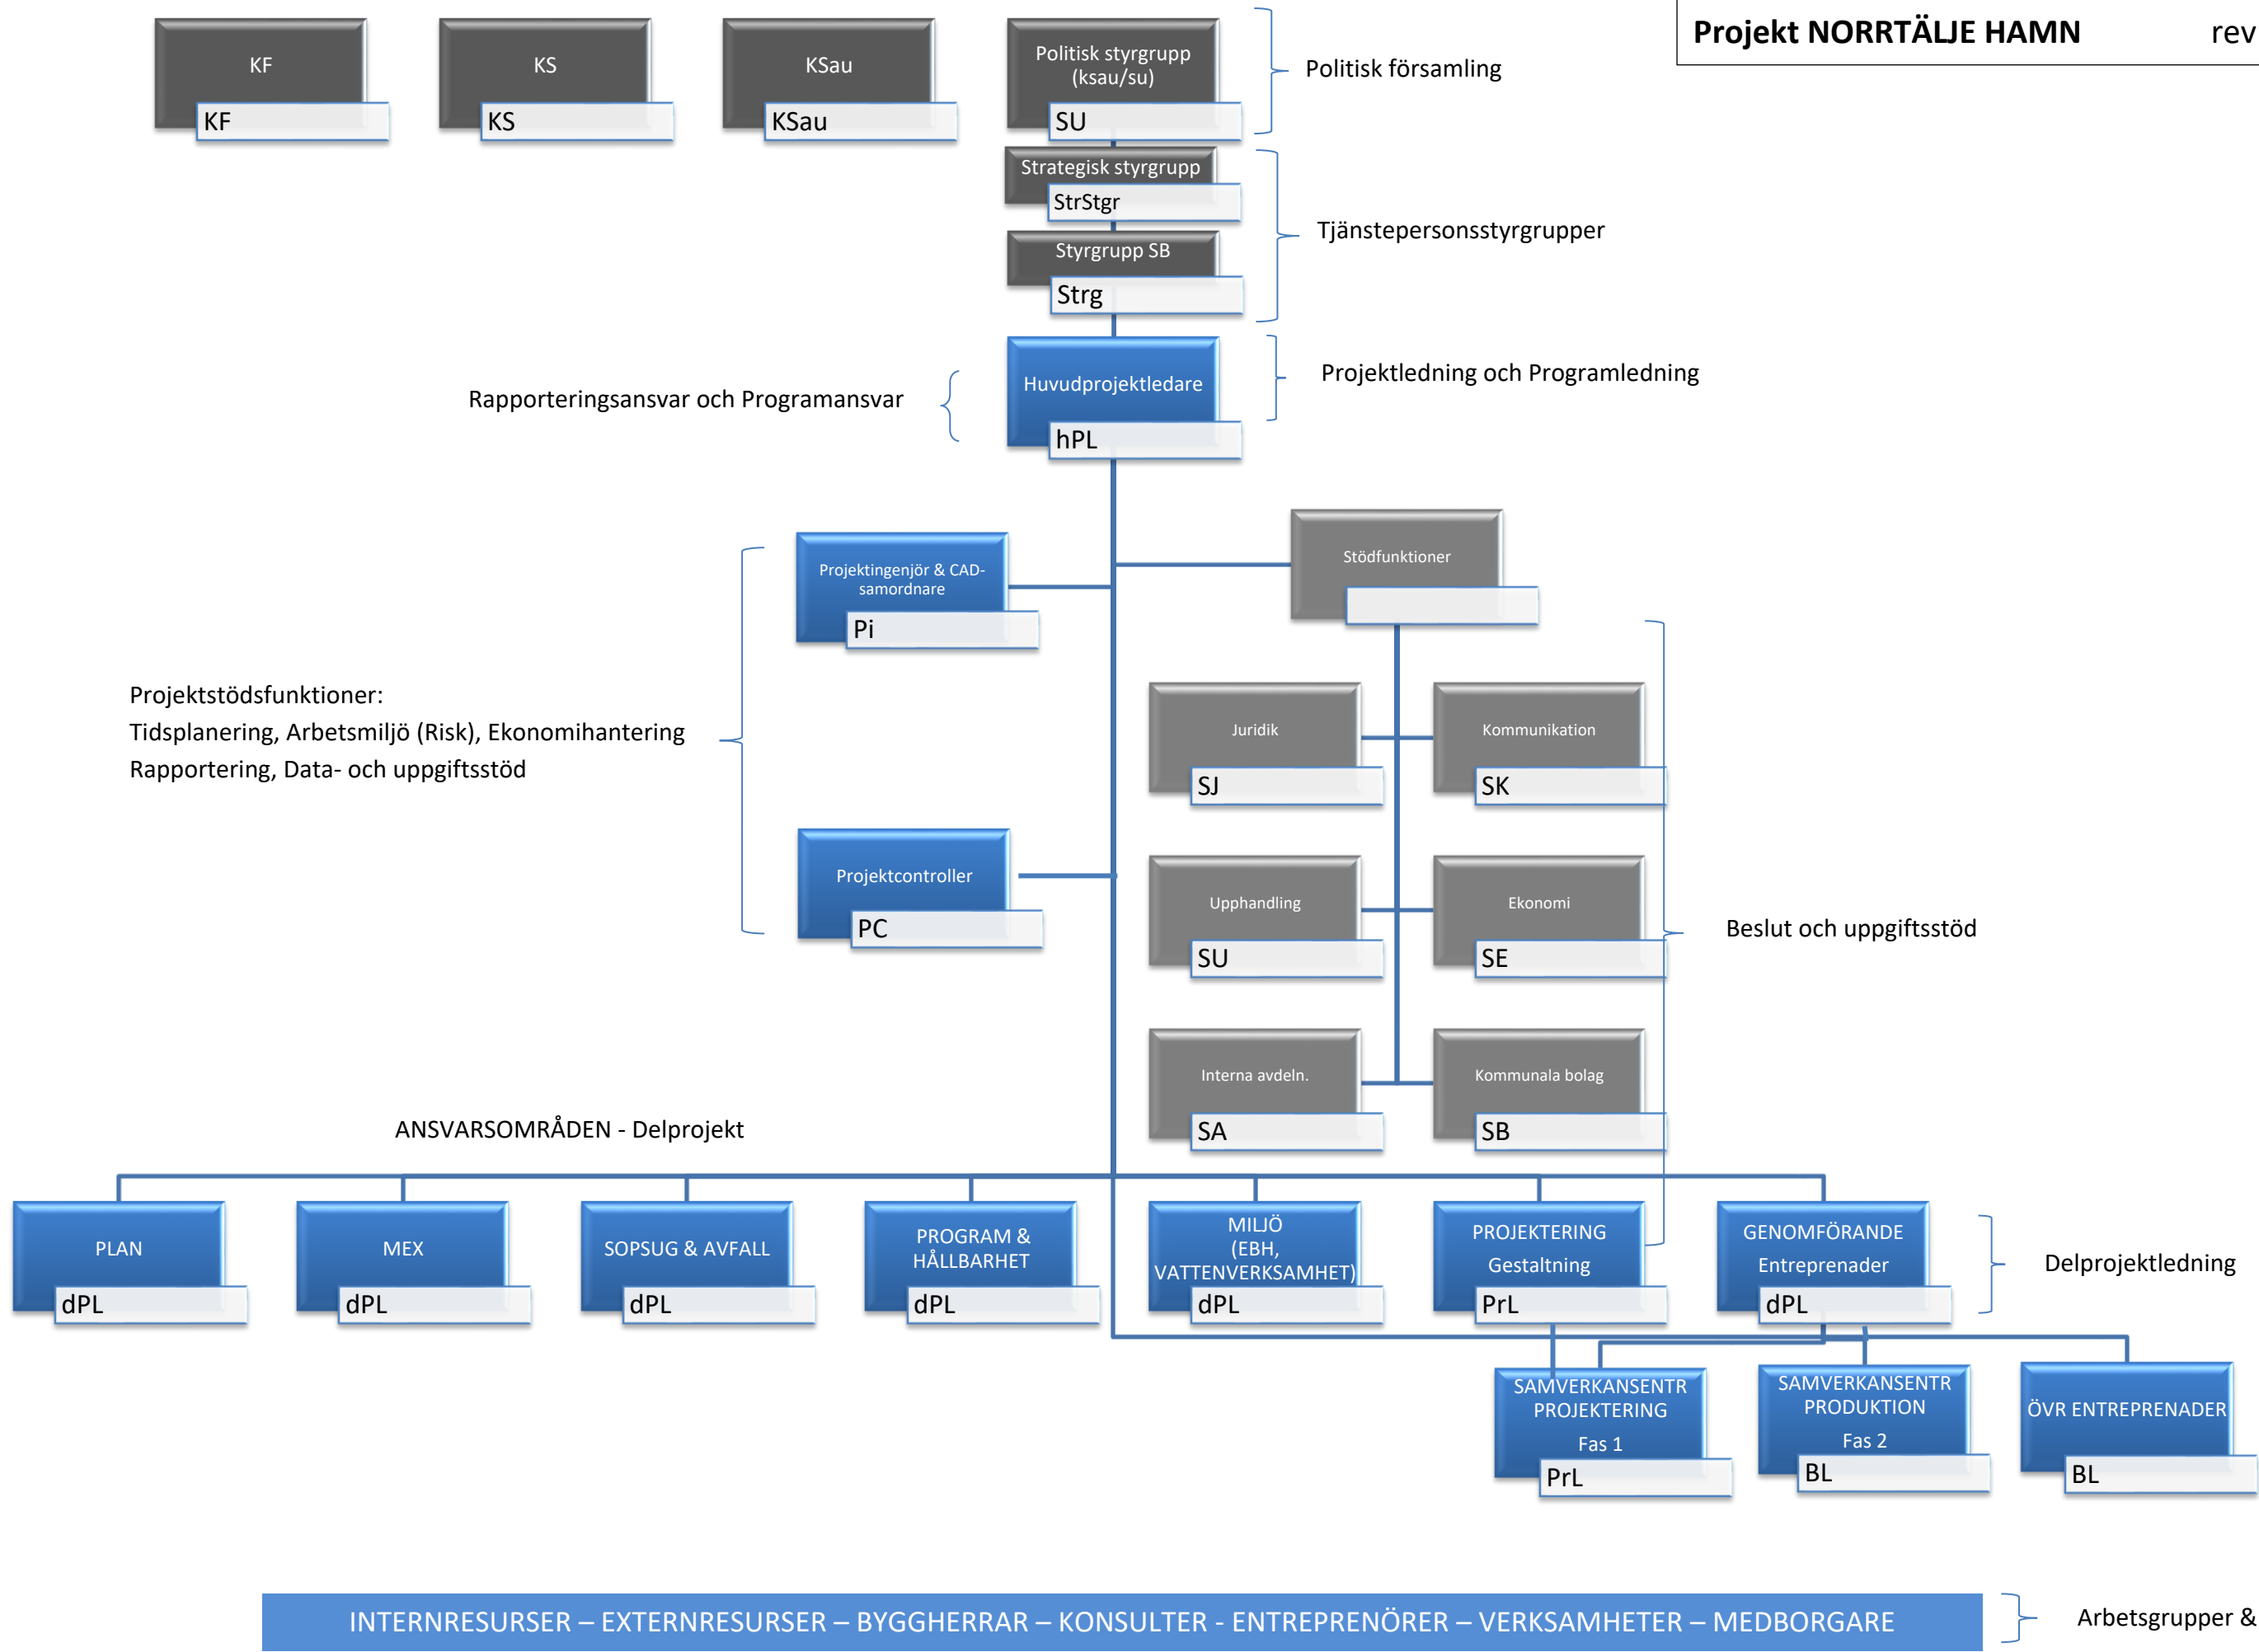 Projekt NORRTÄLJE HAMN rev
KF
KF
KS
KS
KSau
KSau
Politisk styrgrupp
(ksau/su)
SU
Politisk församling
Strategisk styrgrupp
StrStgr
Styrgrupp SB
Strg
Tjänstepersonsstyrgrupper
Huvudprojektledare
hPL
Projektledning och Programledning
Rapporteringsansvar och Programansvar
Projektingenjör & CAD-
samordnare
Pi
Stödfunktioner
Projektstödsfunktioner:
Tidsplanering, Arbetsmiljö (Risk), Ekonomihantering
Rapportering, Data- och uppgiftsstöd
Juridik
SJ
Kommunikation
SK
Projektcontroller
PC
Upphandling
SU
Ekonomi
SE
Beslut och uppgiftsstöd
Interna avdeln.
SA
Kommunala bolag
SB
ANSVARSOMRÅDEN - Delprojekt
PLAN
dPL
MEX
dPL
SOPSUG & AVFALL
dPL
PROGRAM &
HÅLLBARHET
dPL
MILJÖ
(EBH,
VATTENVERKSAMHET)
dPL
PROJEKTERING
Gestaltning
PrL
GENOMFÖRANDE
Entreprenader
dPL
Delprojektledning
SAMVERKANSENTR
PROJEKTERING
Fas 1
PrL
SAMVERKANSENTR
PRODUKTION
Fas 2
BL
ÖVR ENTREPRENADER
BL
INTERNRESURSER – EXTERNRESURSER – BYGGHERRAR – KONSULTER - ENTREPRENÖRER – VERKSAMHETER – MEDBORGARE
Arbetsgrupper &